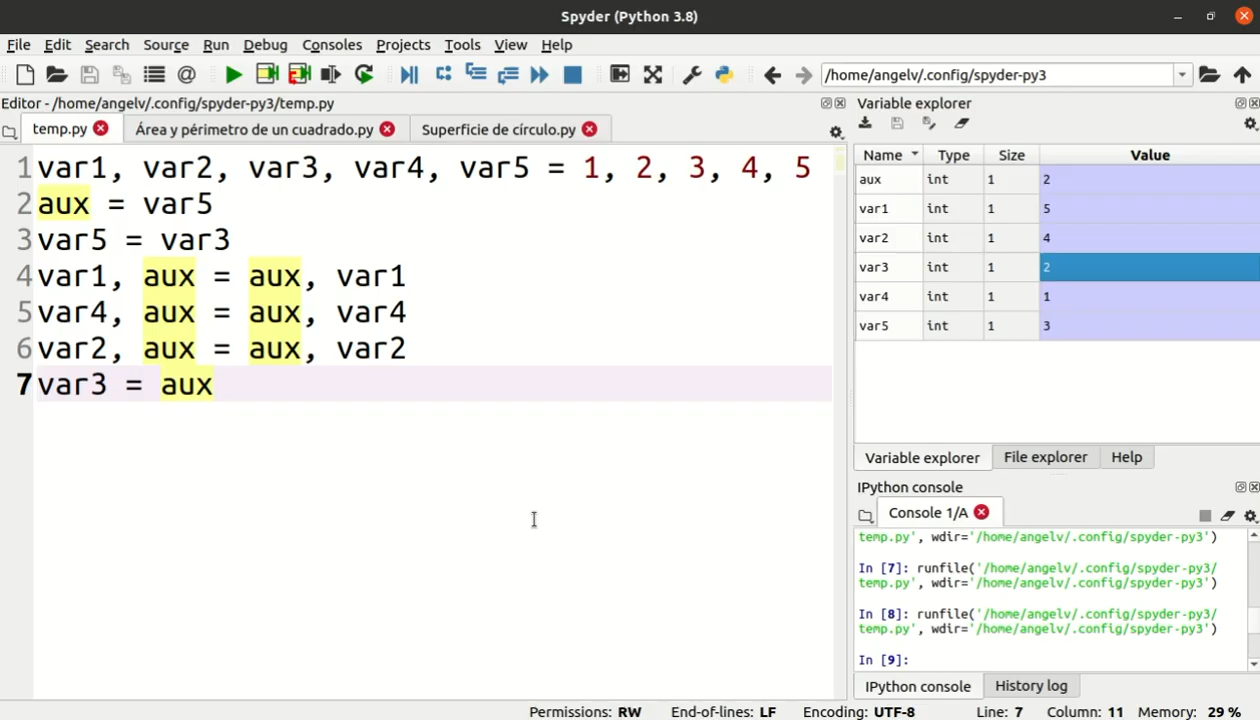 Spyder (Python 3.8)
File Edit Search Source Run Debug Consoles Projects Tools View Help
/home/angelv/.config/spyder-py3
Editor - /home/angelv/.config/spyder-py3/temp.py
temp.py Área y périmetro de un cuadrado.py Superficie de círculo.py
1 var1, var2, var3, var4, var5 = 1, 2, 3, 4, 5
2 aux = var5
3 var5 = var3
4 var1, aux = aux, var1
5 var4, aux = aux, var4
6 var2, aux = aux, var2
7 var3 = aux
Variable explorer
Name Type Size Value
aux int 1 2
var1 int 1 5
var2 int 1 4
var3 int 1 2
var4 int 1 1
var5 int 1 3
Variable explorer File explorer Help
IPython console
Console 1/A
temp.py', wdir='/home/angelv/.config/spyder-py3')
In [7]: runfile('/home/angelv/.config/spyder-py3/
temp.py', wdir='/home/angelv/.config/spyder-py3')
In [8]: runfile('/home/angelv/.config/spyder-py3/
temp.py', wdir='/home/angelv/.config/spyder-py3')
In [9]:
IPython console History log
Permissions: RW End-of-lines: LF Encoding: UTF-8 Line: 7 Column: 11 Memory: 29 %